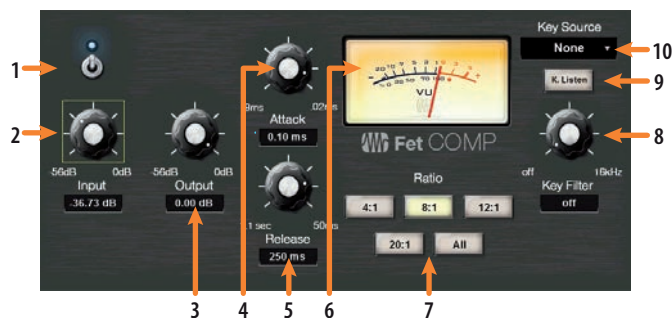 Key Source
None
10
1
K. Listen
9
2
4
6
8
.9ms
.02ms
Attack
0.10 ms
VU
Fet COMP
-56dB
0dB
Input
-36.73 dB
-56dB
0dB
Output
0.00 dB
Ratio
off
16kHz
Key Filter
off
4:1
8:1
12:1
1.1 sec
50ms
Release
250 ms
20:1
All
3
5
7